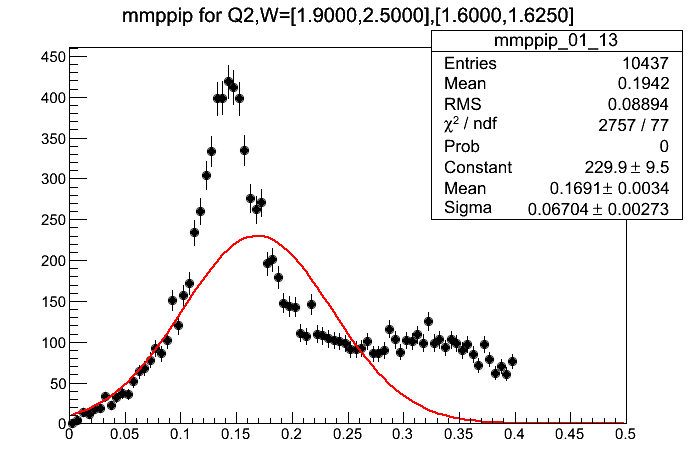 mmppip for Q2,W=[1.9000,2.5000],[1.6000,1.6250]
mmppip_01_13
Entries 10437
Mean 0.1942
RMS 0.08894
χ² / ndf 2757 / 77
Prob 0
Constant 229.9 ± 9.5
Mean 0.1691 ± 0.0034
Sigma 0.06704 ± 0.00273
450
400
350
300
250
200
150
100
50
0
0 0.05 0.1 0.15 0.2 0.25 0.3 0.35 0.4 0.45 0.5